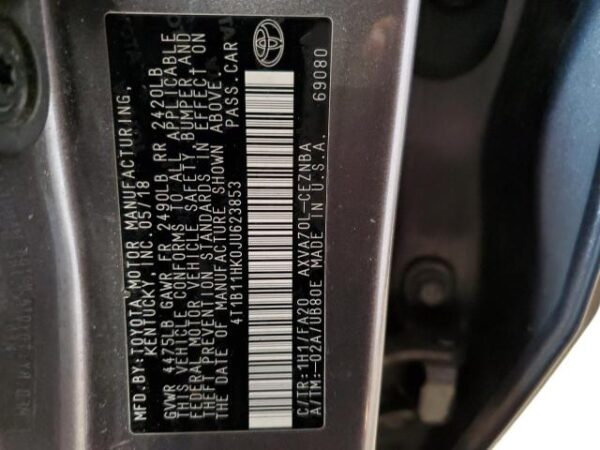 MFD.BY:TOYOTA MOTOR MANUFACTURING,
KENTUCKY, INC. 05/18
GVWR 4475LB GAWR FR 2490LB RR 2420LB
THIS VEHICLE CONFORMS TO ALL APPLICABLE
FEDERAL MOTOR VEHICLE SAFETY, BUMPER, AND
THEFT PREVENTION STANDARDS IN EFFECT ON
THE DATE OF MANUFACTURE SHOWN ABOVE.
4T1B11HK0JU623853 PASS. CAR
C/TR:1H1/FA20 AXVA70L-CEZNBA
A/TM:-02A/UB80E MADE IN U.S.A. 69080